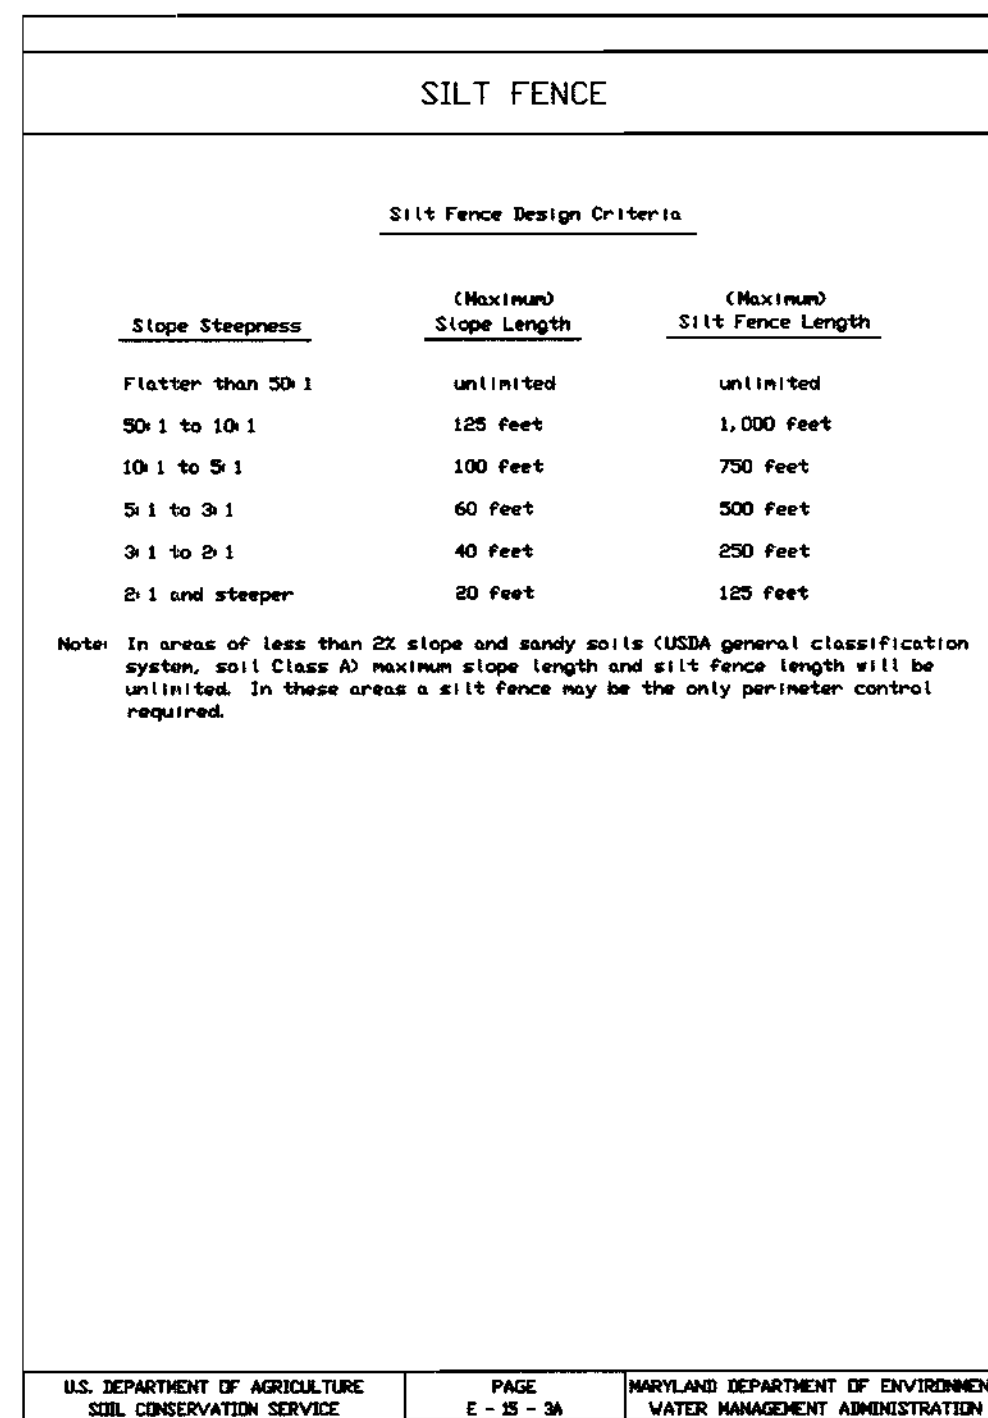 SILT FENCE
Silt Fence Design Criteria
Slope Steepness (Maximum) Slope Length (Maximum) Silt Fence Length
Flatter than 50:1 unlimited unlimited
50:1 to 10:1 125 feet 1,000 feet
10:1 to 5:1 100 feet 750 feet
5:1 to 3:1 60 feet 500 feet
3:1 to 2:1 40 feet 250 feet
2:1 and steeper 20 feet 125 feet
Note: In areas of less than 2% slope and sandy soils (USDA general classification
system, soil Class A) maximum slope length and silt fence length will be
unlimited. In these areas a silt fence may be the only perimeter control
required.
U.S. DEPARTMENT OF AGRICULTURE
SOIL CONSERVATION SERVICE
PAGE
E - 15 - 3A
MARYLAND DEPARTMENT OF ENVIRONMEN
WATER MANAGEMENT ADMINISTRATION